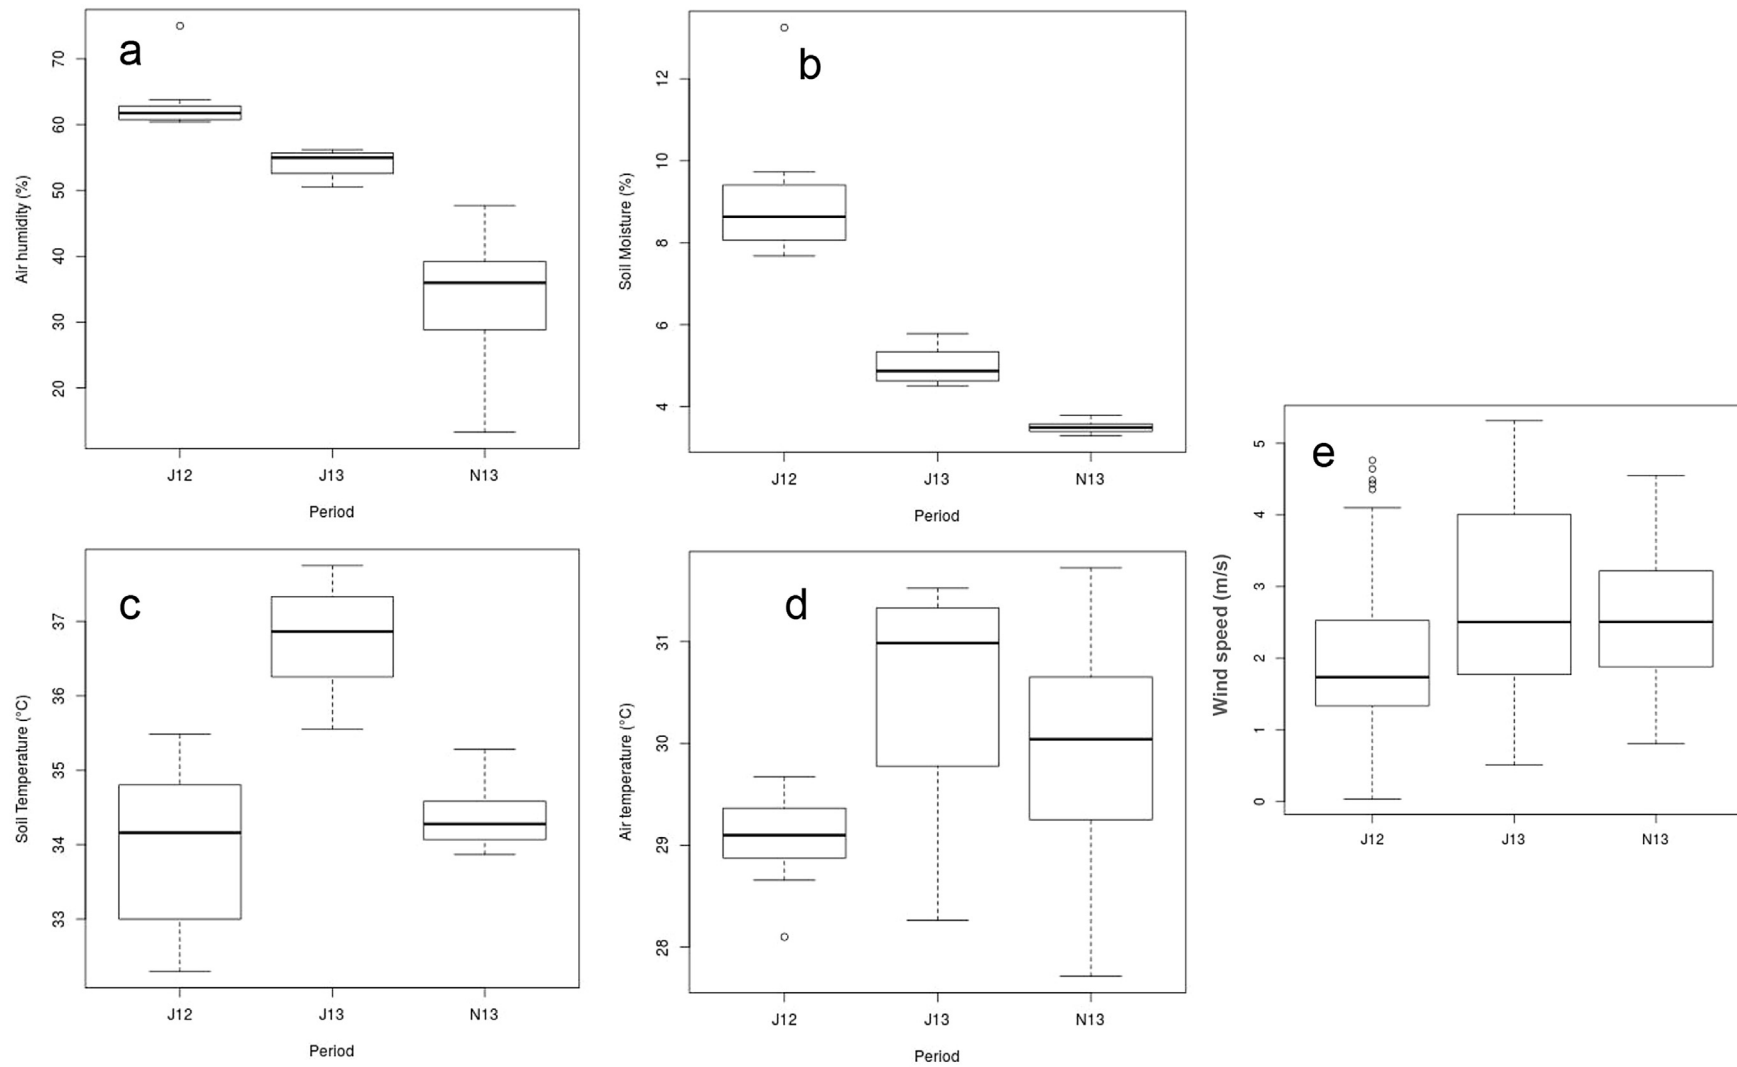 a
Air humidity (%)
70
60
50
40
30
20
J12 J13 N13
Period
b
Soil Moisture (%)
12
10
8
6
4
J12 J13 N13
Period
c
Soil Temperature (°C)
37
36
35
34
33
J12 J13 N13
Period
d
Air temperature (°C)
31
30
29
28
J12 J13 N13
Period
e
Wind speed (m/s)
5
4
3
2
1
0
J12 J13 N13